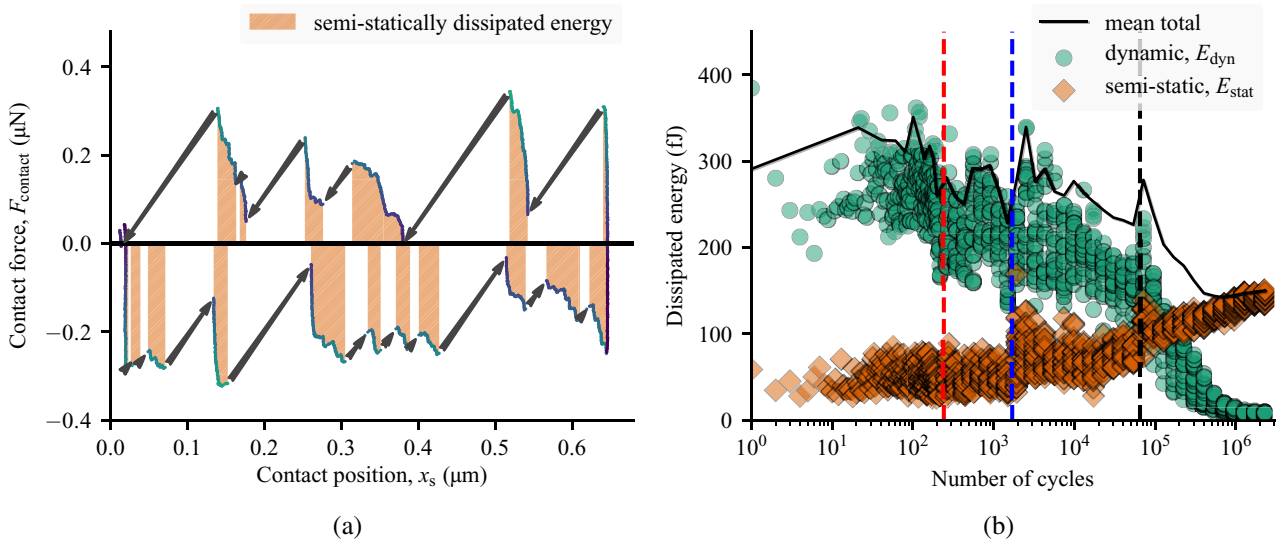 semi-statically dissipated energy
Contact force, F_contact (µN)
0.4
0.2
0.0
−0.2
−0.4
0.0
0.1
0.2
0.3
0.4
0.5
0.6
Contact position, x_s (µm)
(a)
mean total
dynamic, E_dyn
semi-static, E_stat
Dissipated energy (fJ)
400
300
200
100
0
10^0
10^1
10^2
10^3
10^4
10^5
10^6
Number of cycles
(b)